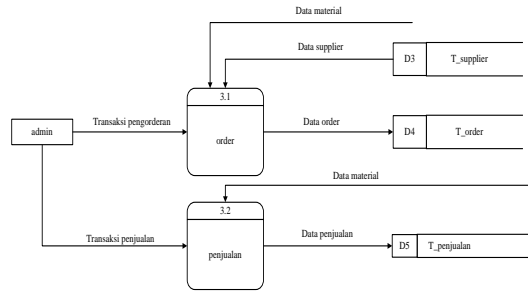 Data material
Data supplier
D3
T_supplier
3.1
Transaksi pengorderan
Data order
D4
T_order
admin
order
Data material
3.2
Transaksi penjualan
Data penjualan
D5
T_penjualan
penjualan